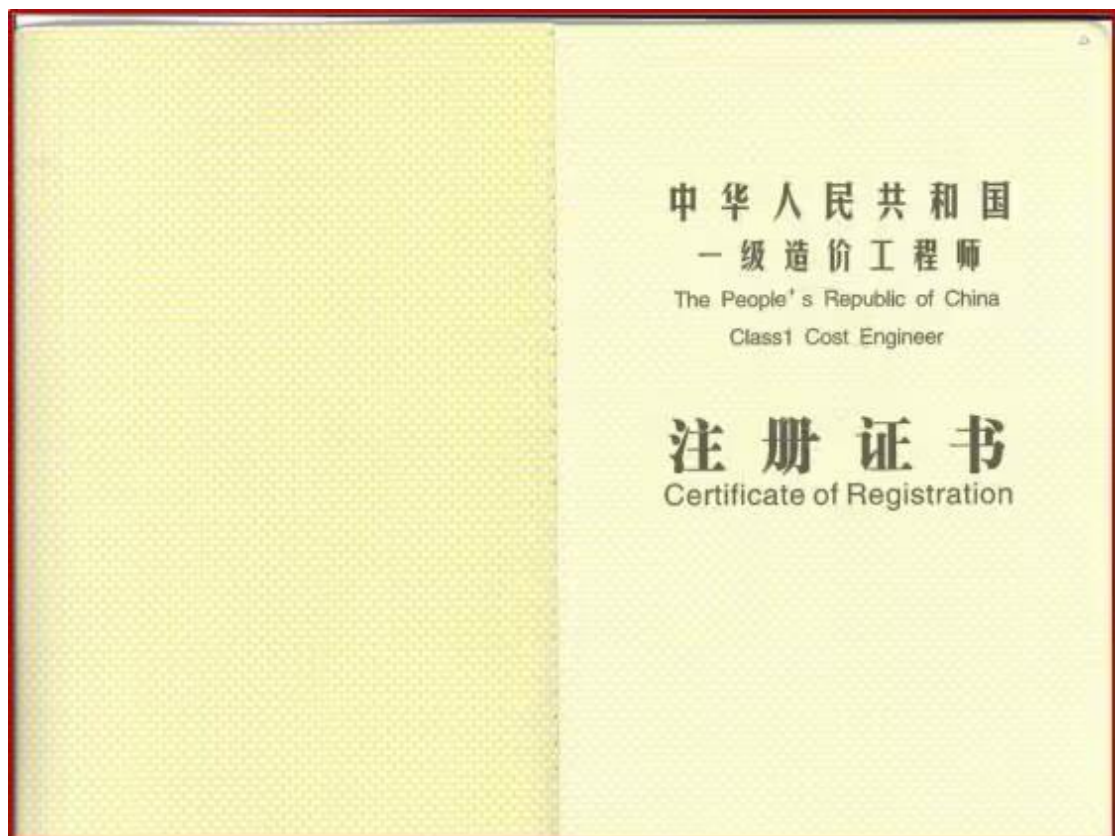 中华人民共和国
一级造价工程师
The People's Republic of China
Class1 Cost Engineer
注册证书
Certificate of Registration